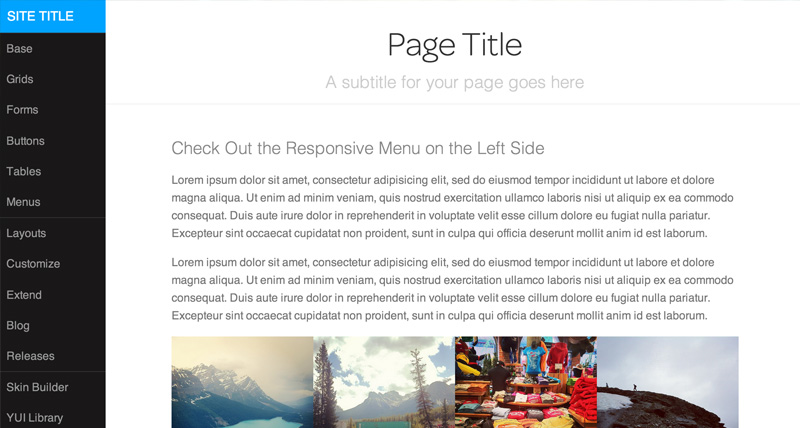 SITE TITLE
Base
Grids
Forms
Buttons
Tables
Menus
Layouts
Customize
Extend
Blog
Releases
Skin Builder
YUI Library
Page Title
A subtitle for your page goes here
Check Out the Responsive Menu on the Left Side
Lorem ipsum dolor sit amet, consectetur adipisicing elit, sed do eiusmod tempor incididunt ut labore et dolore
magna aliqua. Ut enim ad minim veniam, quis nostrud exercitation ullamco laboris nisi ut aliquip ex ea commodo
consequat. Duis aute irure dolor in reprehenderit in voluptate velit esse cillum dolore eu fugiat nulla pariatur.
Excepteur sint occaecat cupidatat non proident, sunt in culpa qui officia deserunt mollit anim id est laborum.
Lorem ipsum dolor sit amet, consectetur adipisicing elit, sed do eiusmod tempor incididunt ut labore et dolore
magna aliqua. Ut enim ad minim veniam, quis nostrud exercitation ullamco laboris nisi ut aliquip ex ea commodo
consequat. Duis aute irure dolor in reprehenderit in voluptate velit esse cillum dolore eu fugiat nulla pariatur.
Excepteur sint occaecat cupidatat non proident, sunt in culpa qui officia deserunt mollit anim id est laborum.